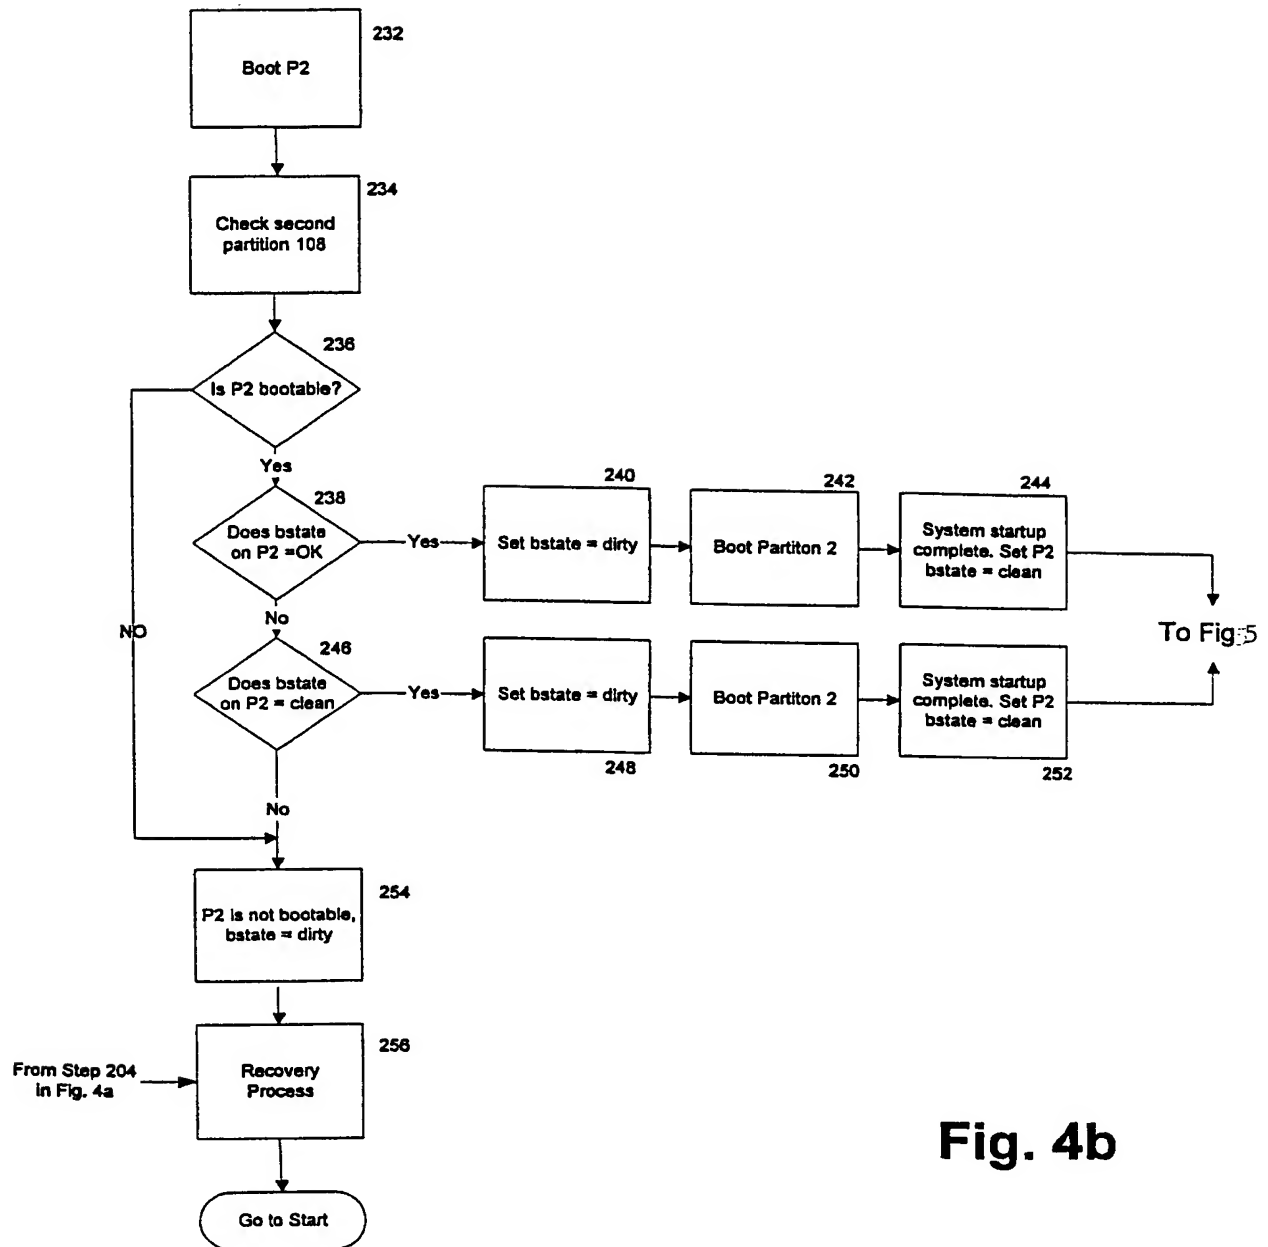 232
Boot P2
234
Check second
partition 108
236
Is P2 bootable?
Yes
238
Does bstate
on P2 =OK
Yes
240
Set bstate = dirty
242
Boot Partiton 2
244
System startup
complete. Set P2
bstate = clean
NO
No
To Fig 5
246
Does bstate
on P2 = clean
Yes
Set bstate = dirty
248
Boot Partiton 2
250
System startup
complete. Set P2
bstate = clean
252
No
254
P2 is not bootable,
bstate = dirty
256
From Step 204
in Fig. 4a
Recovery
Process
Go to Start
Fig. 4b